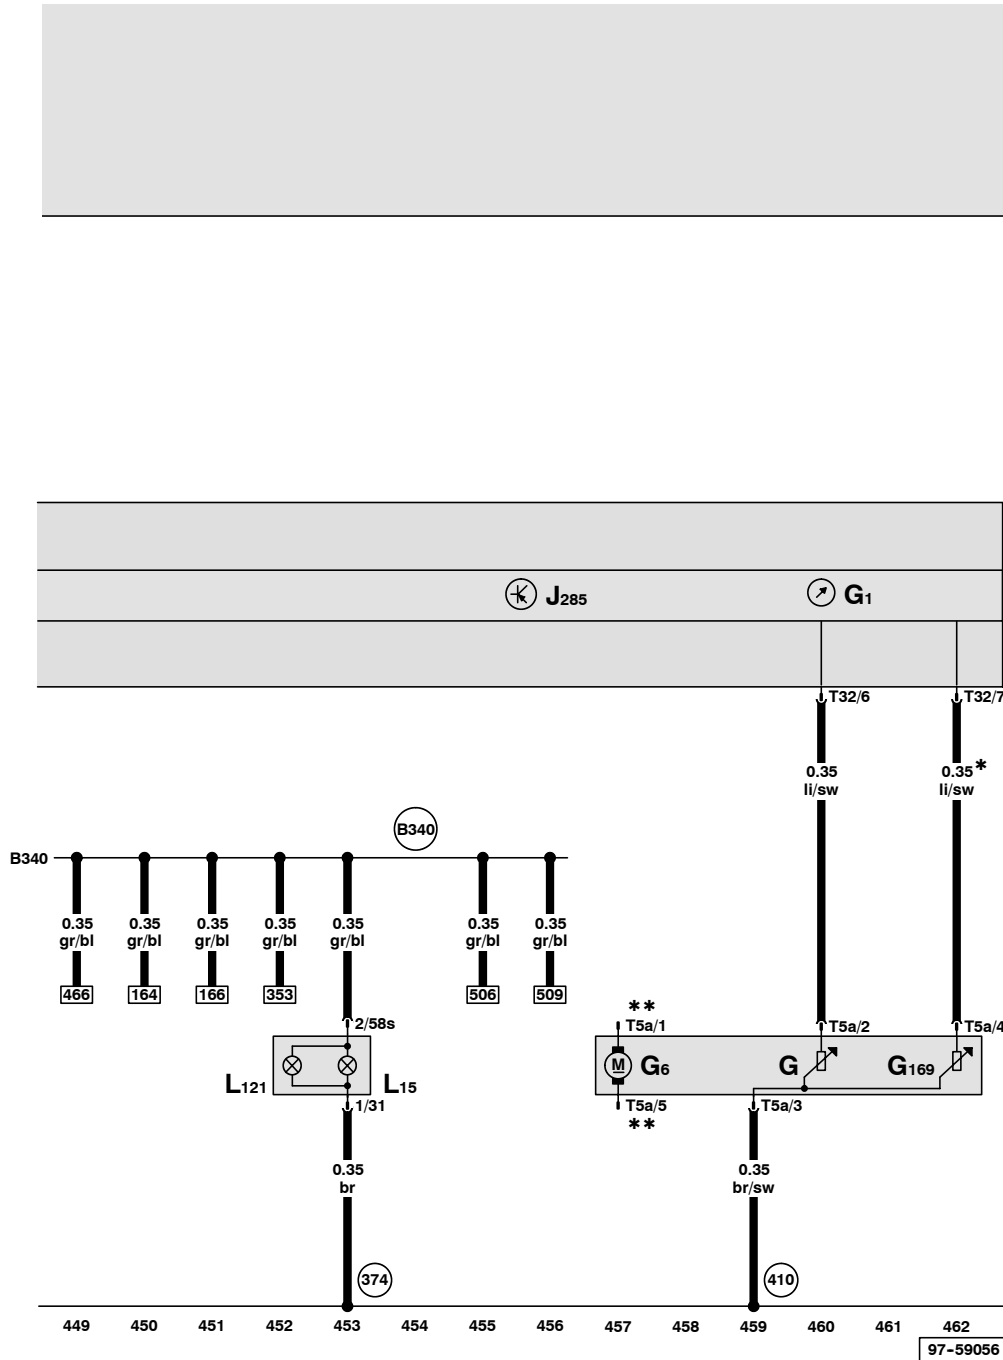 J285
G1
T32/6
T32/7
0.35
li/sw
0.35*
li/sw
B340
B340
0.35 0.35 0.35 0.35 0.35 0.35 0.35
gr/bl gr/bl gr/bl gr/bl gr/bl gr/bl gr/bl
466 164 166 353 506 509
2/58s
L121
L15
1/31
0.35
br
374
**
T5a/1
M
G6
T5a/5
**
T5a/2
G
T5a/4
G169
T5a/3
0.35
br/sw
410
449 450 451 452 453 454 455 456 457 458 459 460 461 462
97-59056